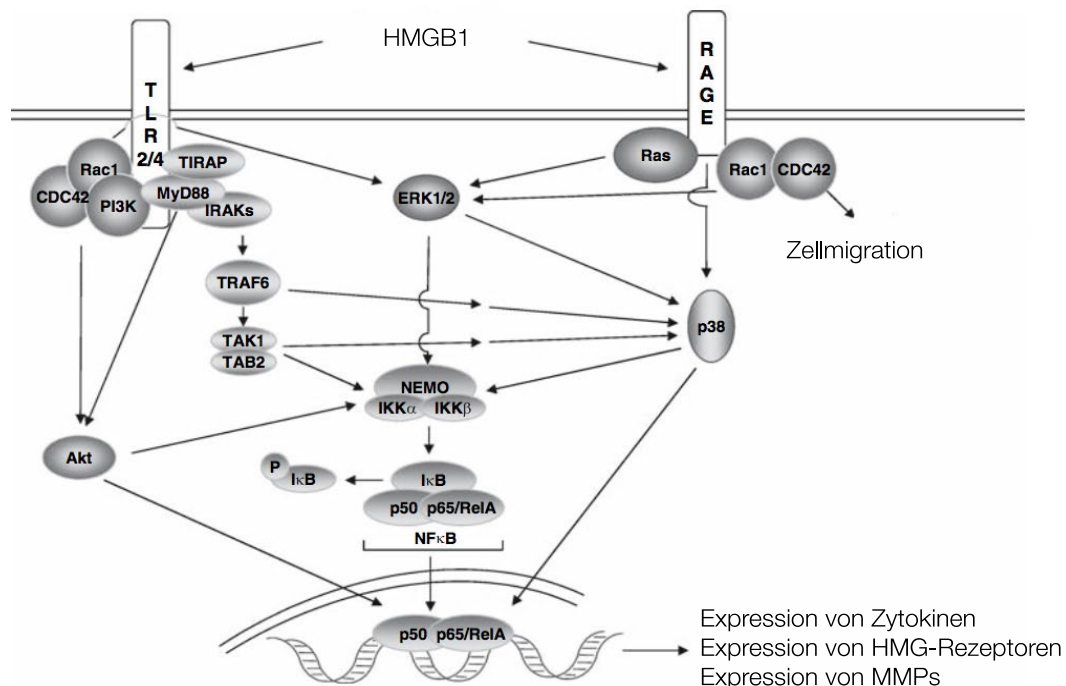 HMGB1
TLR 2/4
RAGE
Rac1
TIRAP
CDC42
PI3K
MyD88
IRAKs
ERK1/2
Ras
Rac1
CDC42
Zellmigration
TRAF6
p38
TAK1
TAB2
NEMO
IKKα
IKKβ
Akt
P
IκB
IκB
p50
p65/RelA
NFκB
p50
p65/RelA
Expression von Zytokinen
Expression von HMG-Rezeptoren
Expression von MMPs